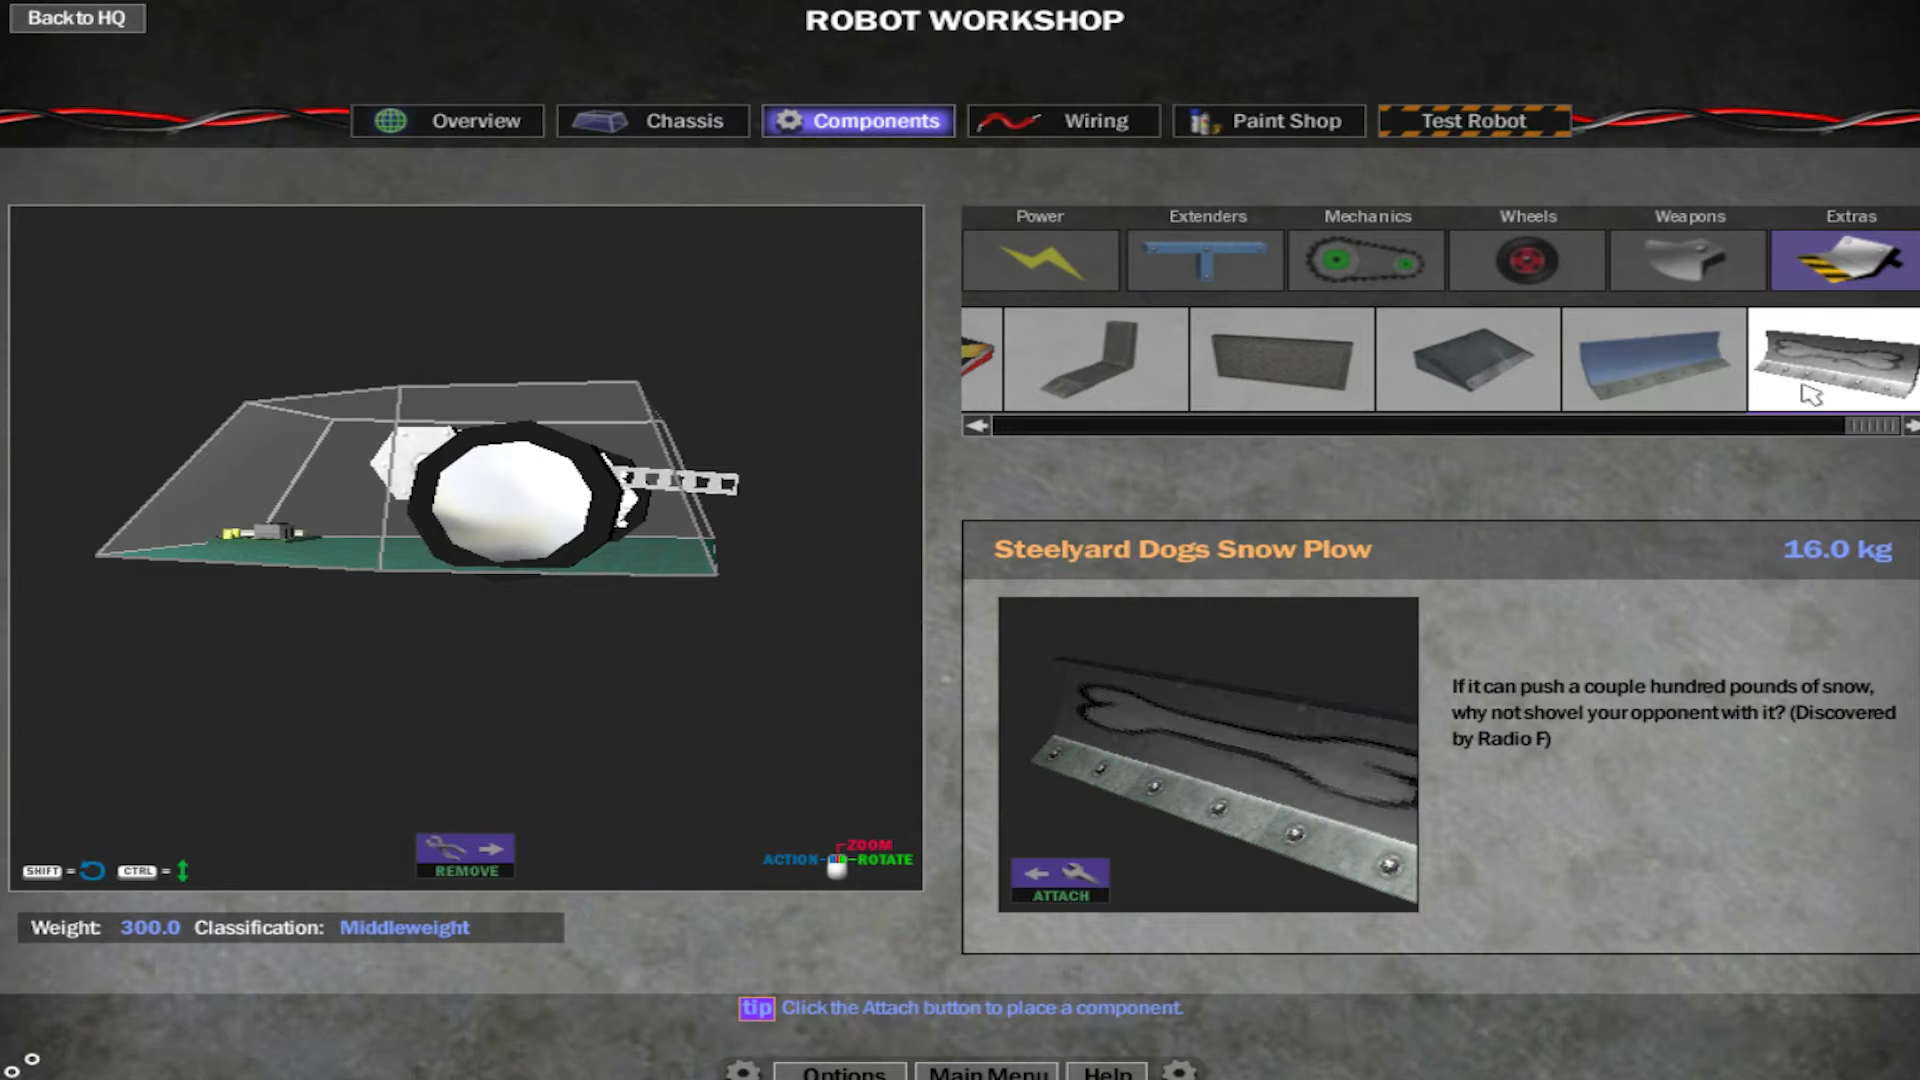 Back to HQ
ROBOT WORKSHOP
Overview
Chassis
Components
Wiring
Paint Shop
Test Robot
Power
Extenders
Mechanics
Wheels
Weapons
Extras
Steelyard Dogs Snow Plow
16.0 kg
If it can push a couple hundred pounds of snow,
why not shovel your opponent with it? (Discovered
by Radio F)
ATTACH
SHIFT =
CTRL =
REMOVE
ZOOM
ACTION
ROTATE
Weight: 300.0 Classification: Middleweight
tip Click the Attach button to place a component.
Options
Main Menu
Help